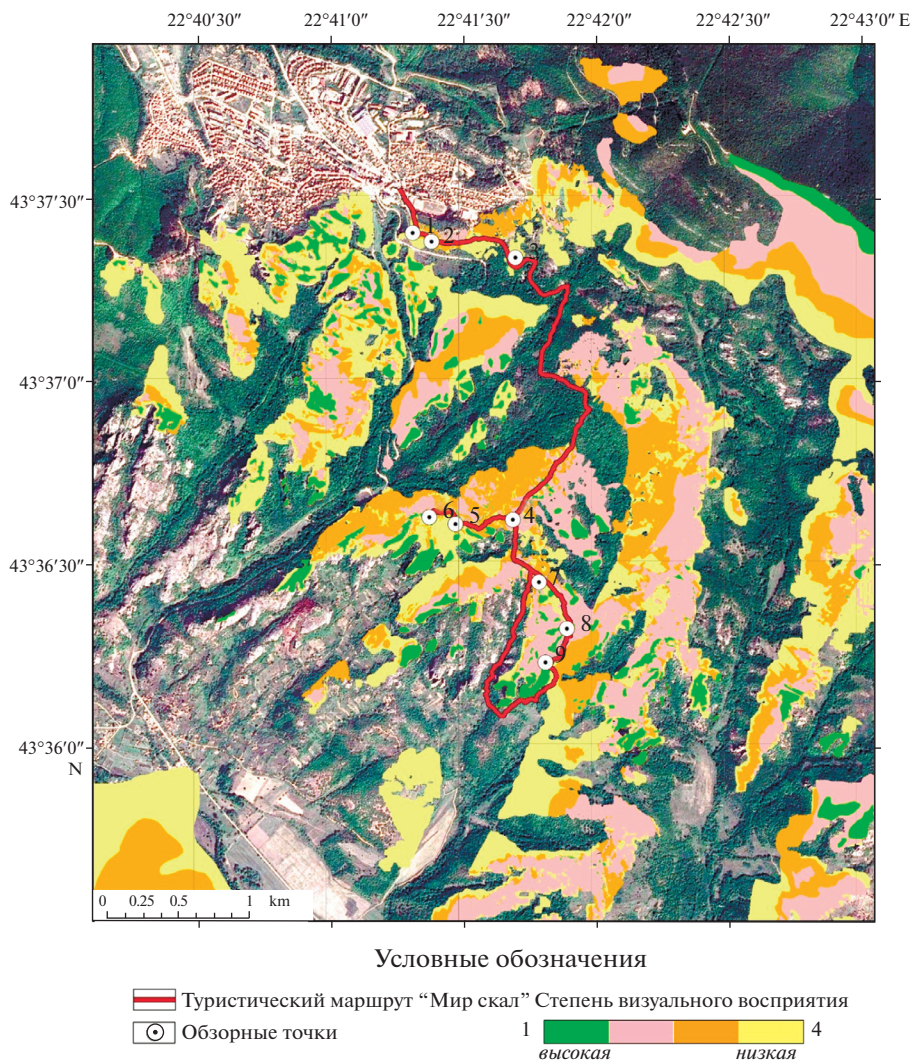 22°40′30″ 22°41′0″ 22°41′30″ 22°42′0″ 22°42′30″ 22°43′0″ E
43°37′30″
1
2
3
43°37′0″
6 5 4
43°36′30″
7
8
9
43°36′0″
N
0 0.25 0.5 1 km
Условные обозначения
Туристический маршрут “Мир скал” Степень визуального восприятия
Обзорные точки 1 4
высокая низкая